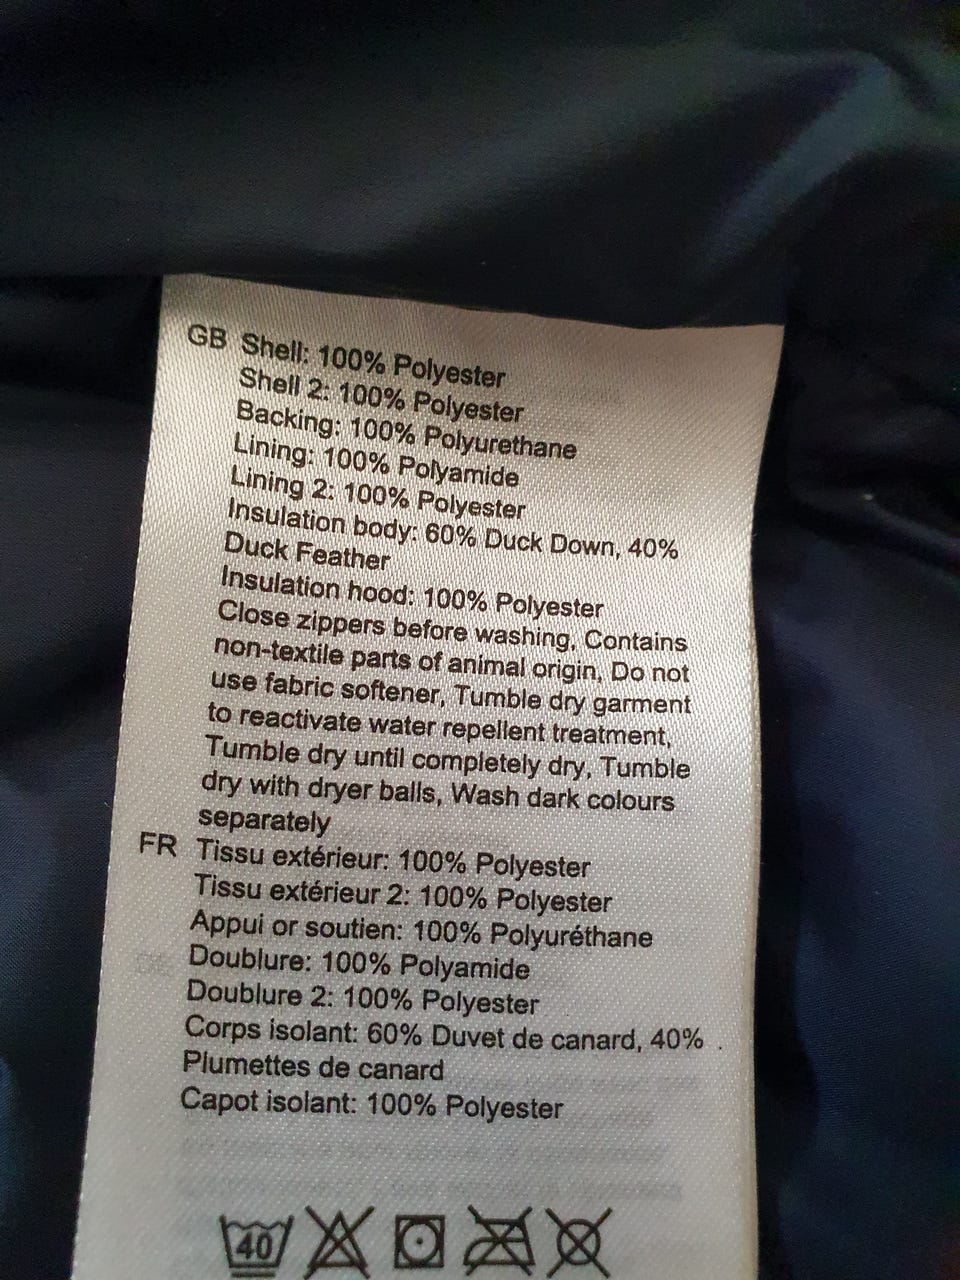 GB Shell: 100% Polyester
Shell 2: 100% Polyester
Backing: 100% Polyurethane
Lining: 100% Polyamide
Lining 2: 100% Polyester
Insulation body: 60% Duck Down, 40%
Duck Feather
Insulation hood: 100% Polyester
Close zippers before washing, Contains
non-textile parts of animal origin, Do not
use fabric softener, Tumble dry garment
to reactivate water repellent treatment,
Tumble dry until completely dry, Tumble
dry with dryer balls, Wash dark colours
separately
FR Tissu extérieur: 100% Polyester
Tissu extérieur 2: 100% Polyester
Appui or soutien: 100% Polyuréthane
Doublure: 100% Polyamide
Doublure 2: 100% Polyester
Corps isolant: 60% Duvet de canard, 40%
Plumettes de canard
Capot isolant: 100% Polyester
40